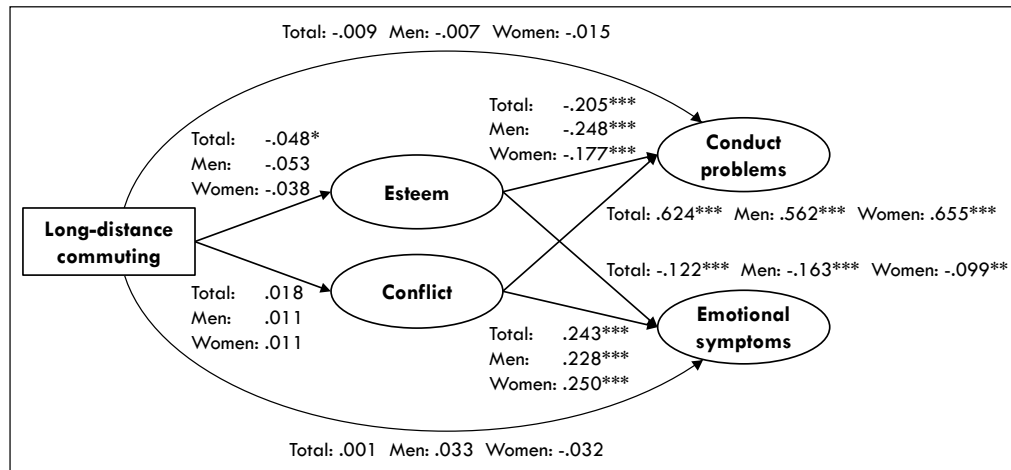 Total: -.009 Men: -.007 Women: -.015
Total: -.205***
Men: -.248***
Women: -.177***
Total: -.048*
Men: -.053
Women: -.038
Conduct
problems
Esteem
Total: .624*** Men: .562*** Women: .655***
Long-distance
commuting
Total: -.122*** Men: -.163*** Women: -.099**
Conflict
Total: .018
Men: .011
Women: .011
Emotional
symptoms
Total: .243***
Men: .228***
Women: .250***
Total: .001 Men: .033 Women: -.032